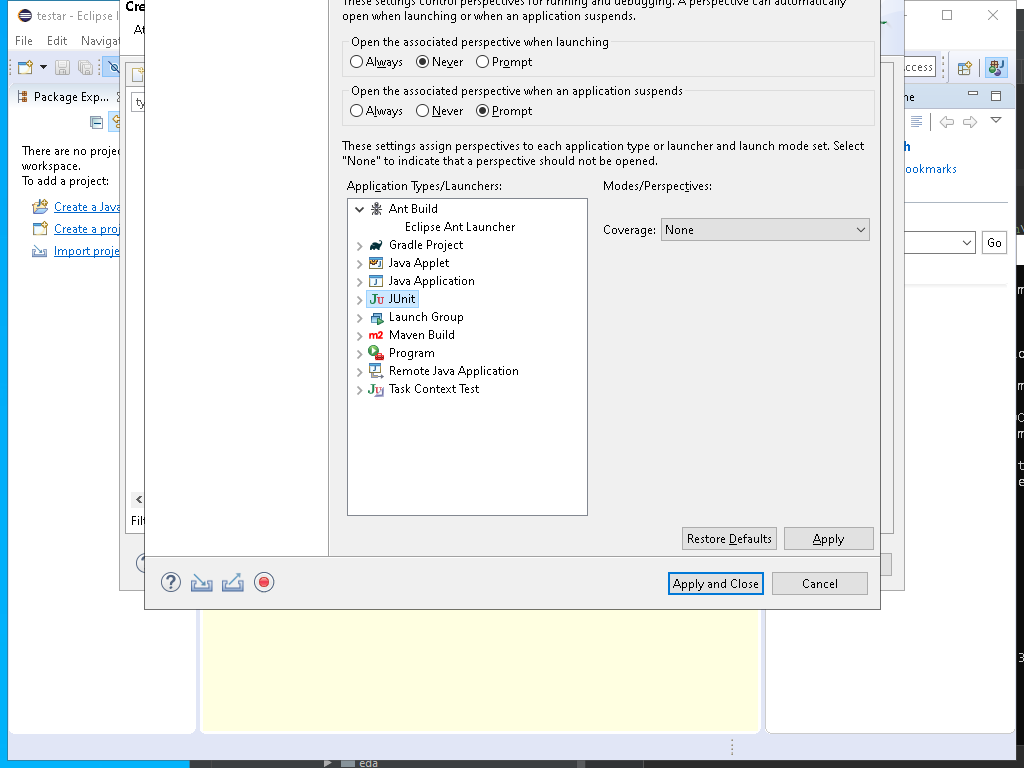 testar - Eclipse I
Cre
These settings control perspectives for running and debugging. A perspective can automatically
open when launching or when an application suspends.
File Edit Naviga
At
Open the associated perspective when launching
Always Never Prompt
ccess
Package Exp...
ty
Open the associated perspective when an application suspends
Always Never Prompt
ne
There are no proje
workspace.
To add a project:
These settings assign perspectives to each application type or launcher and launch mode set. Select
"None" to indicate that a perspective should not be opened.
h
ookmarks
Create a Java
Create a proj
Import proje
Application Types/Launchers:
Modes/Perspectives:
Ant Build
Eclipse Ant Launcher
Coverage: None
Gradle Project
Go
Java Applet
Java Application
JUnit
Launch Group
Maven Build
Program
Remote Java Application
Task Context Test
Filt
Restore Defaults Apply
Apply and Close Cancel
eda